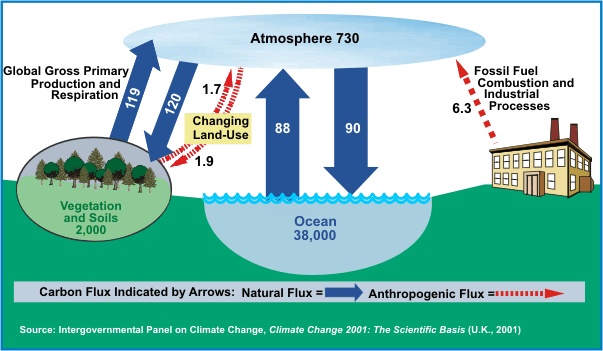 Atmosphere 730
Global Gross Primary
Production and
Respiration
119
120
1.7
Changing
Land-Use
1.9
88
90
Fossil Fuel
Combustion and
Industrial
Processes
6.3
Vegetation
and Soils
2,000
Ocean
38,000
Carbon Flux Indicated by Arrows: Natural Flux = Anthropogenic Flux =
Source: Intergovernmental Panel on Climate Change, Climate Change 2001: The Scientific Basis (U.K., 2001)